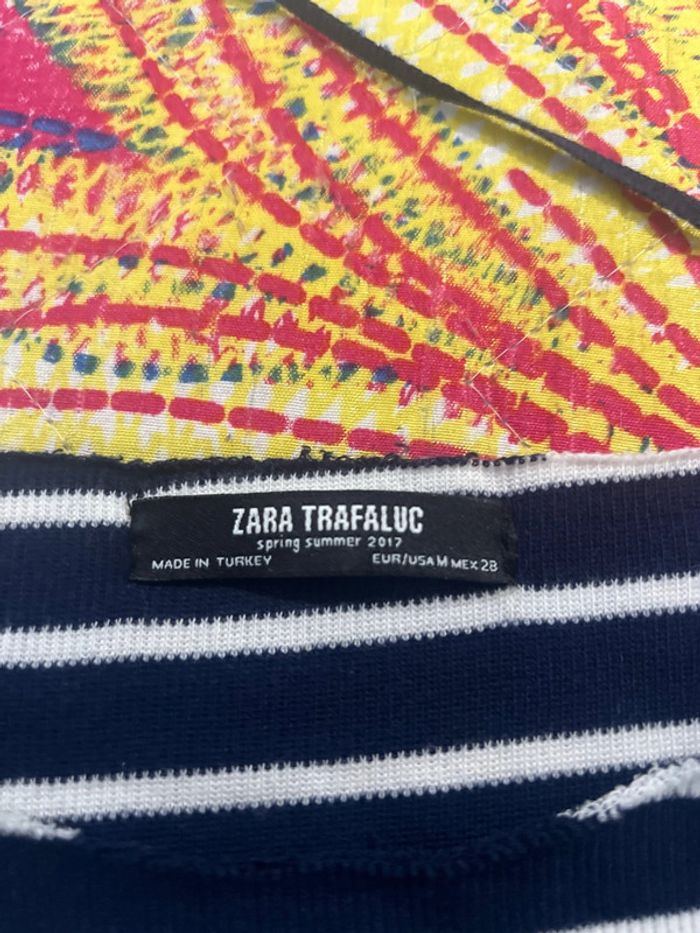 ZARA TRAFALUC
spring summer 2017
MADE IN TURKEY EUR/USA M MEX 28